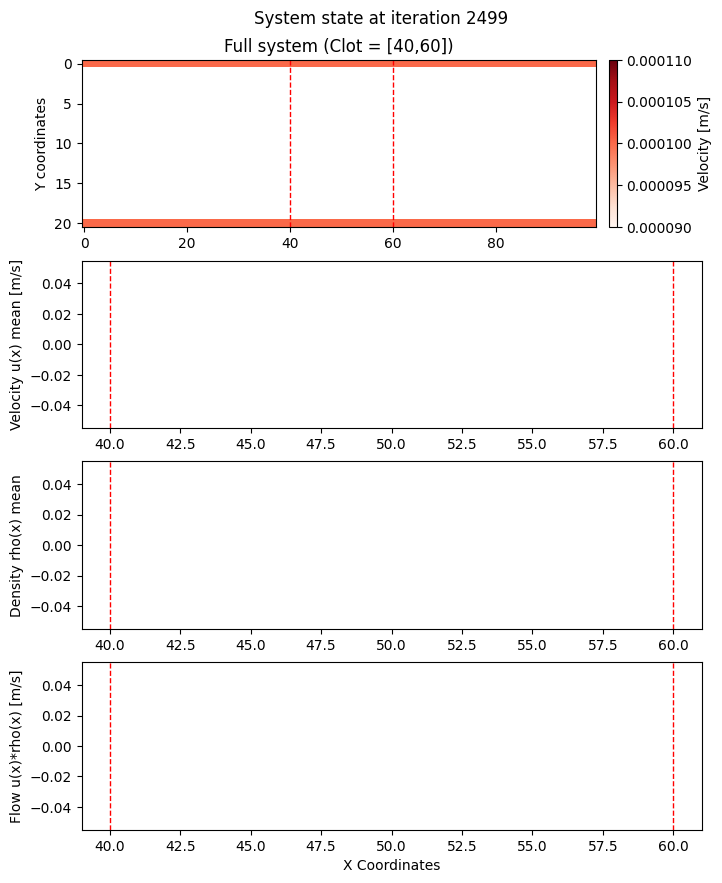 System state at iteration 2499
Full system (Clot = [40,60])
Y coordinates
0
5
10
15
20
0
20
40
60
80
0.000110
0.000105
0.000100
0.000095
0.000090
Velocity [m/s]
Velocity u(x) mean [m/s]
0.04
0.02
0.00
−0.02
−0.04
40.0 42.5 45.0 47.5 50.0 52.5 55.0 57.5 60.0
Density rho(x) mean
0.04
0.02
0.00
−0.02
−0.04
40.0 42.5 45.0 47.5 50.0 52.5 55.0 57.5 60.0
Flow u(x)*rho(x) [m/s]
0.04
0.02
0.00
−0.02
−0.04
40.0 42.5 45.0 47.5 50.0 52.5 55.0 57.5 60.0
X Coordinates